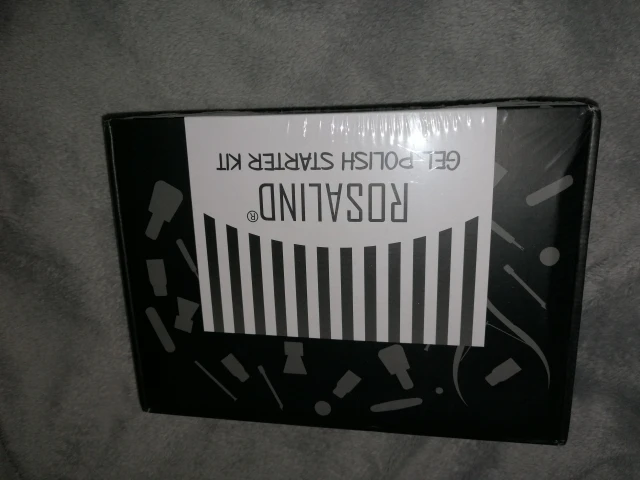 ROSALIND®
GEL POLISH STARTER KIT